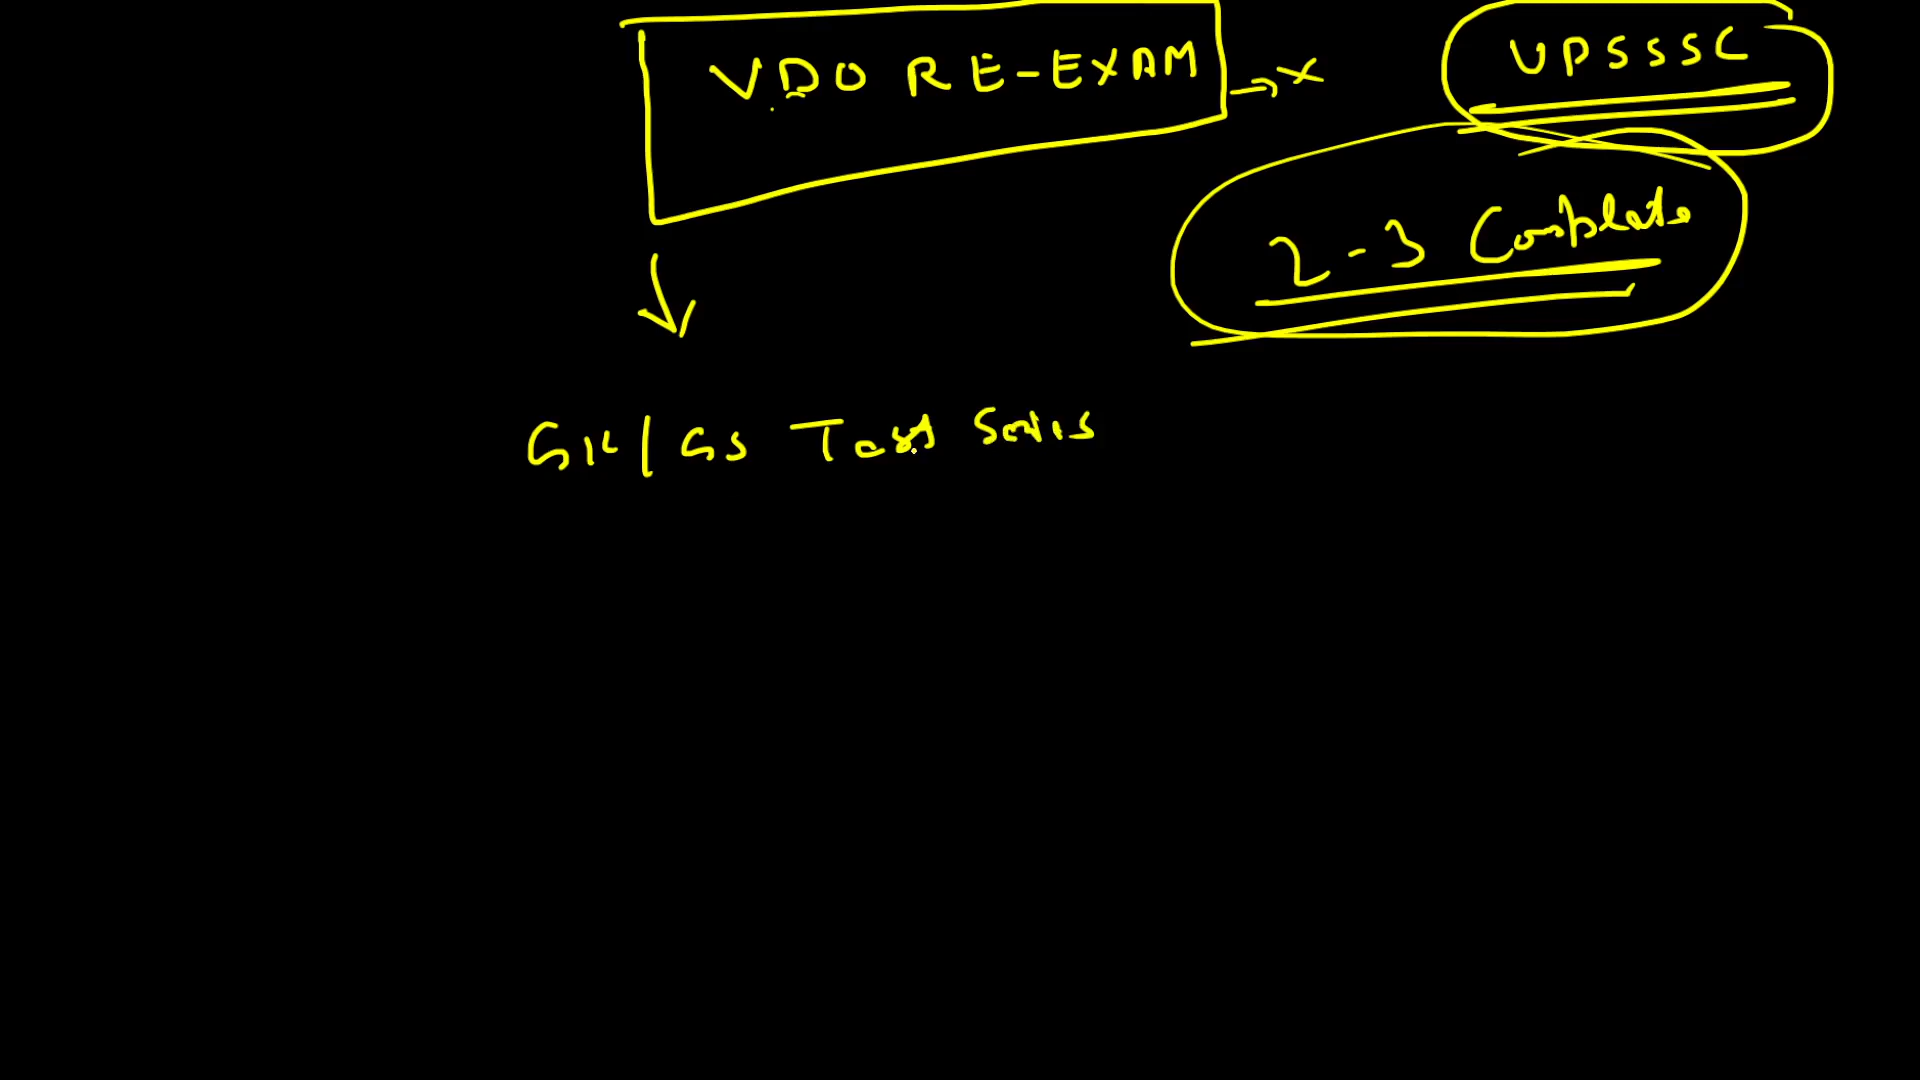 VDO RE-EXAM → x
UPSSSC
2-3 Complete
GK/GS Test Series